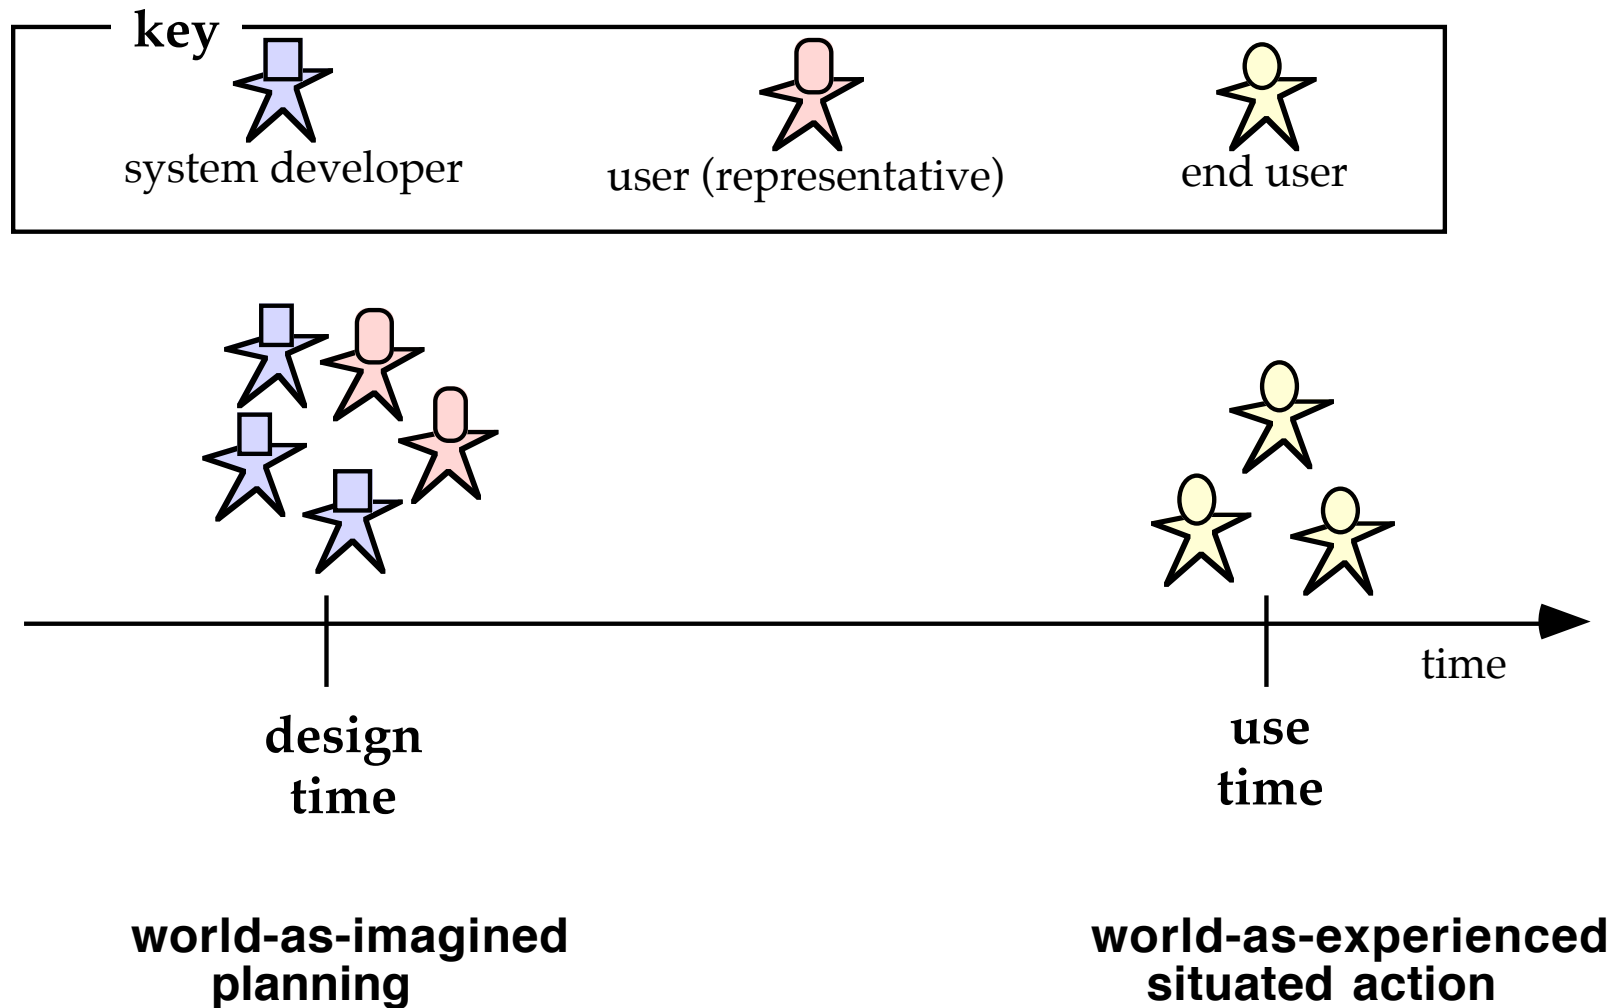 key
system developer
user (representative)
end user
time
design
time
use
time
world-as-imagined
planning
world-as-experienced
situated action